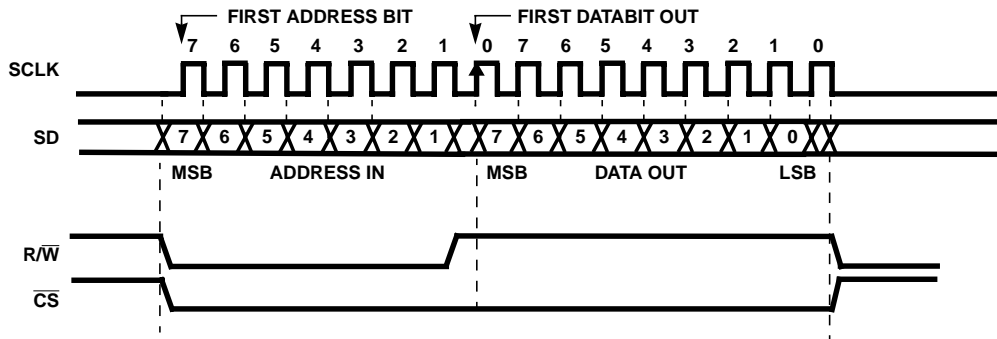 FIRST ADDRESS BIT FIRST DATABIT OUT
7 6 5 4 3 2 1 0 7 6 5 4 3 2 1 0
SCLK
SD 7 6 5 4 3 2 1 7 6 5 4 3 2 1 0
MSB ADDRESS IN MSB DATA OUT LSB
R/W̅
C̅S̅